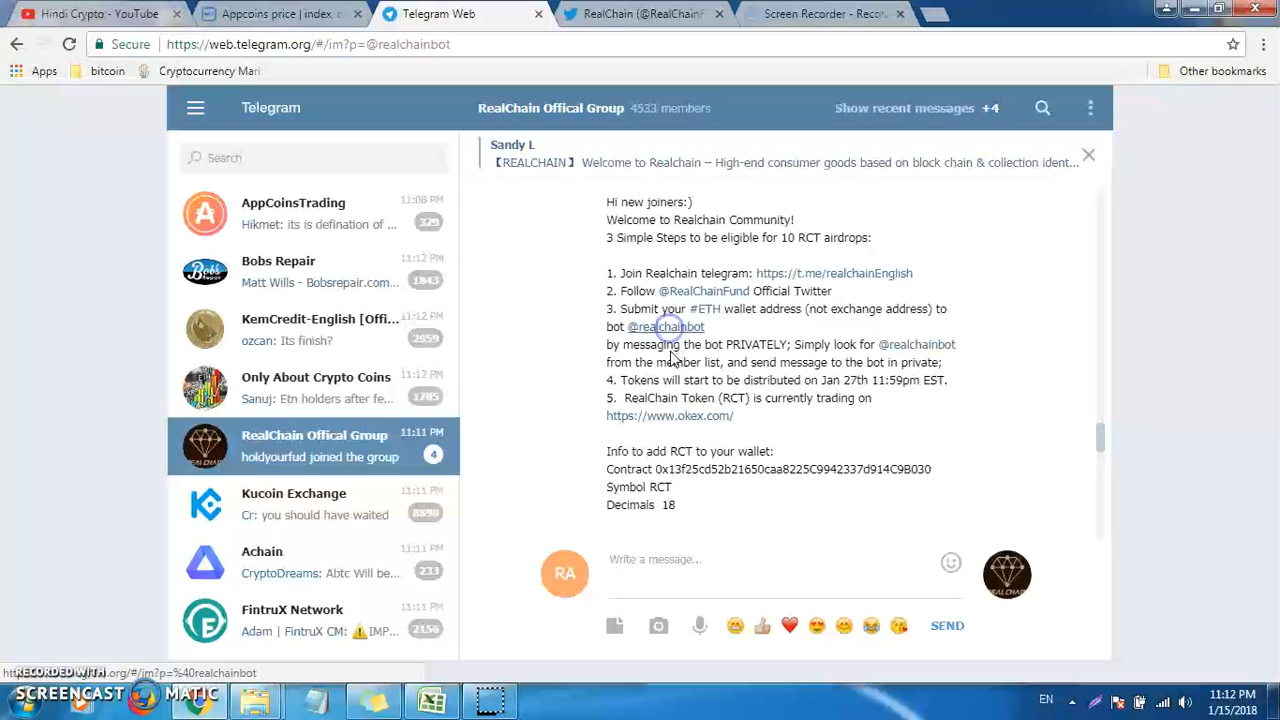 Hindi Crypto - YouTube
Appcoins price | index, c
Telegram Web
RealChain (@RealChainF
Screen Recorder - Recor
Secure
https://web.telegram.org/#/im?p=@realchainbot
Apps
bitcoin
Cryptocurrency Mark
Other bookmarks
Telegram
RealChain Offical Group 4533 members
Show recent messages +4
Search
Sandy L
【REALCHAIN】 Welcome to Realchain – High-end consumer goods based on block chain & collection ident...
AppCoinsTrading 11:08 PM
Hikmet: its is defination of ... 329
Bobs Repair 11:12 PM
Matt Wills - Bobsrepair.com... 1843
KemCredit-English [Offi... 11:12 PM
ozcan: Its finish? 2959
Only About Crypto Coins 11:12 PM
Sanuj: Etn holders after fe... 1705
RealChain Offical Group 11:11 PM
holdyourfud joined the group 4
Kucoin Exchange 11:11 PM
Cr: you should have waited 8890
Achain 11:11 PM
CryptoDreams: Abtc Will be... 233
FintruX Network 11:11 PM
Adam | FintruX CM: ⚠IMP... 2156
Hi new joiners:)
Welcome to Realchain Community!
3 Simple Steps to be eligible for 10 RCT airdrops:
1. Join Realchain telegram: https://t.me/realchainEnglish
2. Follow @RealChainFund Official Twitter
3. Submit your #ETH wallet address (not exchange address) to
bot @realchainbot
by messaging the bot PRIVATELY; Simply look for @realchainbot
from the member list, and send message to the bot in private;
4. Tokens will start to be distributed on Jan 27th 11:59pm EST.
5. RealChain Token (RCT) is currently trading on
https://www.okex.com/
Info to add RCT to your wallet:
Contract 0x13f25cd52b21650caa8225C9942337d914C9B030
Symbol RCT
Decimals 18
RA
Write a message...
REALCHAIN
SEND
RECORDED WITH
SCREENCAST MATIC
.org/#/im?p=%40realchainbot
EN
11:12 PM
1/15/2018